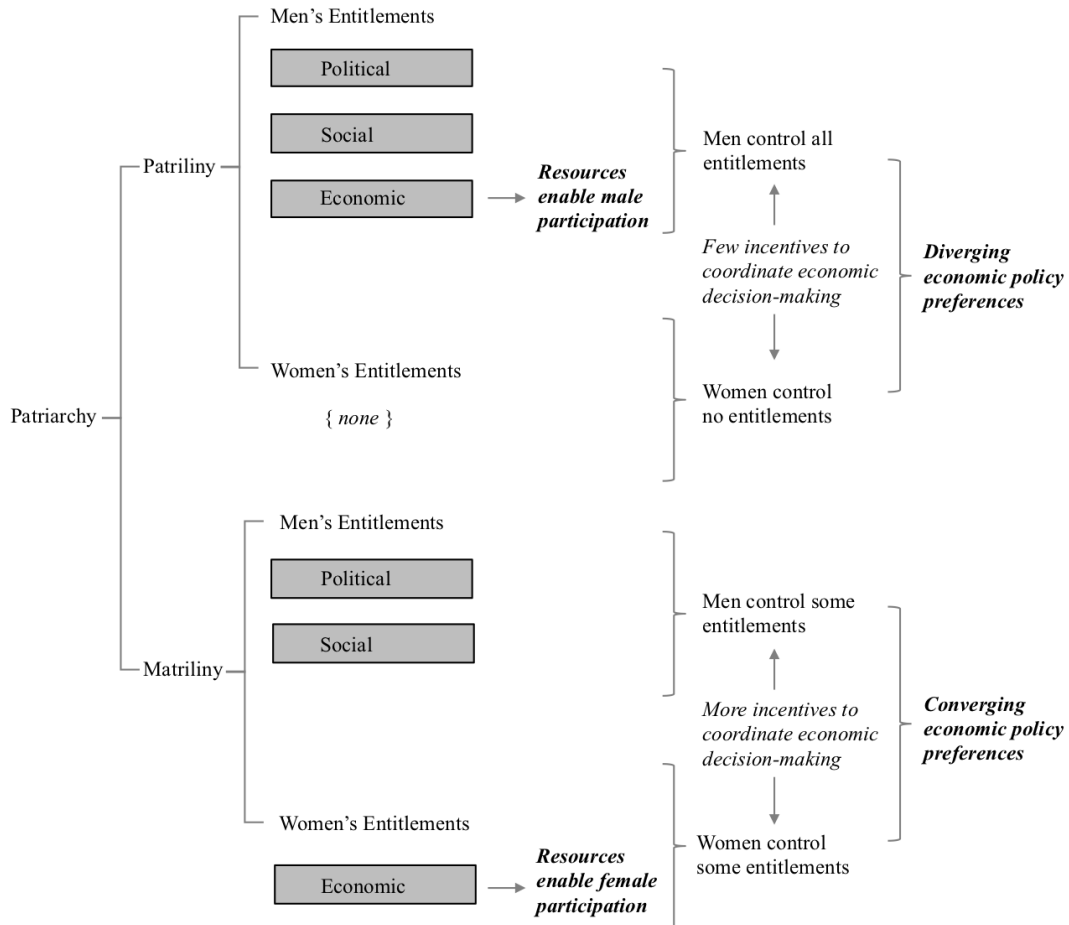 Men’s Entitlements
Political
Social
Economic
Patriliny
Resources
enable male
participation
Men control all
entitlements
Few incentives to
coordinate economic
decision-making
Diverging
economic policy
preferences
Women’s Entitlements
{ none }
Women control
no entitlements
Patriarchy
Men’s Entitlements
Political
Social
Matriliny
Men control some
entitlements
More incentives to
coordinate economic
decision-making
Converging
economic policy
preferences
Women’s Entitlements
Economic
Resources
enable female
participation
Women control
some entitlements